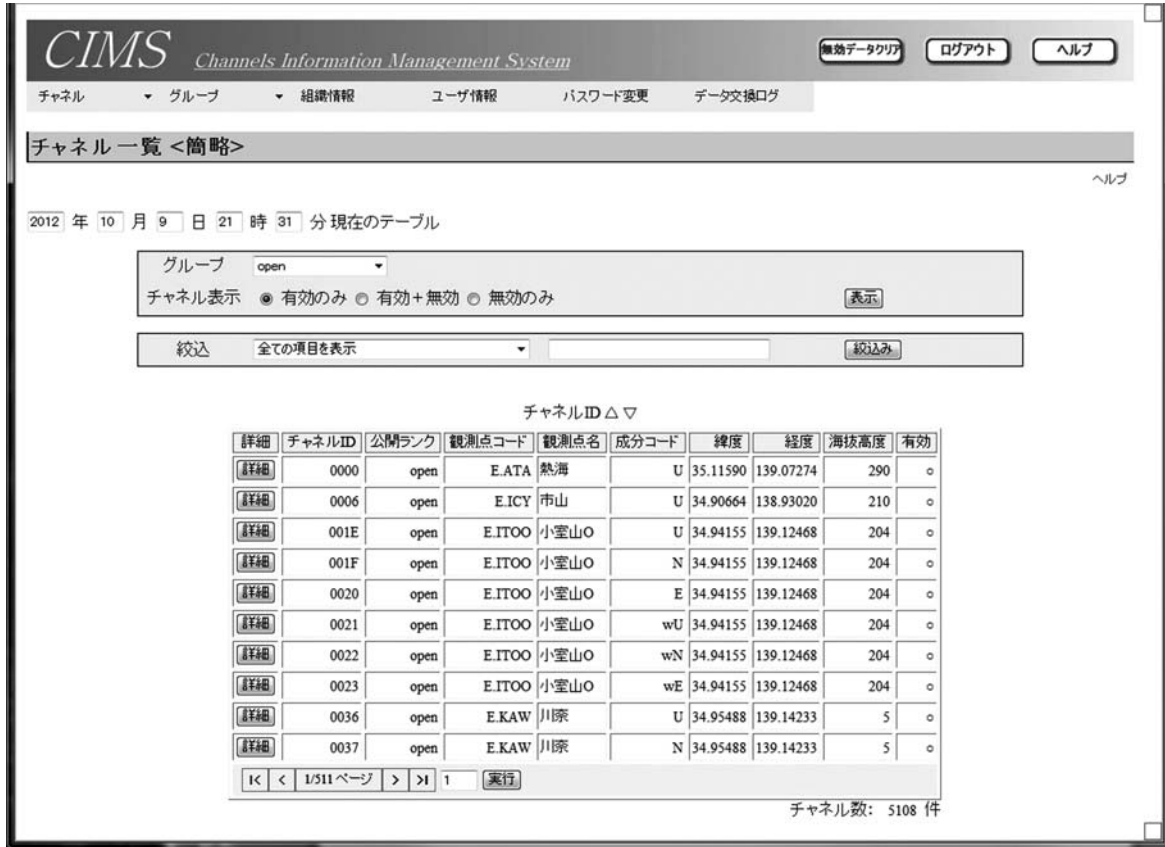 CIMS Channels Information Management System 無効データクリア ログアウト ヘルプ
チャネル グループ 組織情報 ユーザ情報 パスワード変更 データ交換ログ
チャネル一覧 <簡略>
ヘルプ
2012 年 10 月 9 日 21 時 31 分現在のテーブル
グループ open
チャネル表示 有効のみ 有効+無効 無効のみ 表示
絞込 全ての項目を表示 絞込み
チャネルID △ ▽
詳細 チャネルID 公開ランク 観測点コード 観測点名 成分コード 緯度 経度 海抜高度 有効
詳細 0000 open E.ATA 熱海 U 35.11590 139.07274 290 ○
詳細 0006 open E.ICY 市山 U 34.90664 138.93020 210 ○
詳細 001E open E.ITOO 小室山O U 34.94155 139.12468 204 ○
詳細 001F open E.ITOO 小室山O N 34.94155 139.12468 204 ○
詳細 0020 open E.ITOO 小室山O E 34.94155 139.12468 204 ○
詳細 0021 open E.ITOO 小室山O wU 34.94155 139.12468 204 ○
詳細 0022 open E.ITOO 小室山O wN 34.94155 139.12468 204 ○
詳細 0023 open E.ITOO 小室山O wE 34.94155 139.12468 204 ○
詳細 0036 open E.KAW 川奈 U 34.95488 139.14233 5 ○
詳細 0037 open E.KAW 川奈 N 34.95488 139.14233 5 ○
|< < 1/511 ページ > >| 1 実行
チャネル数: 5108 件